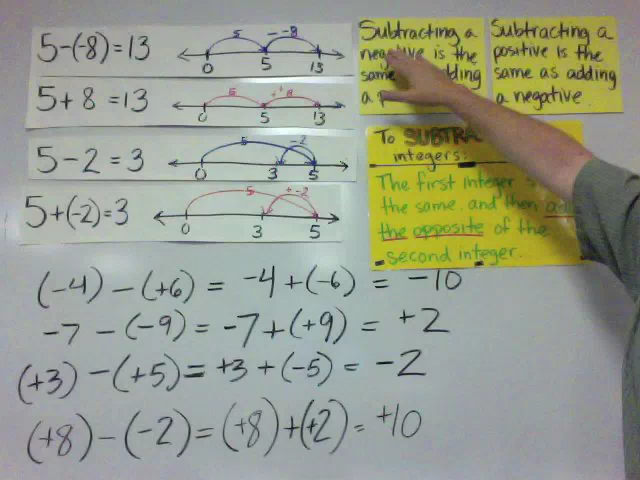 5-(-8)=13
5 - -8
0 5 13
5+8=13
5 + 8
0 5 13
5-2=3
5 -2
0 3 5
5+(-2)=3
5 + -2
0 3 5
Subtracting a
negative is the
same adding
a
Subtracting a
positive is the
same as adding
a negative.
To SUBTRA
integers:
The first integer
the same and then
the opposite of the
second integer.
(-4) - (+6) = -4 + (-6) = -10
-7 - (-9) = -7 + (+9) = +2
(+3) - (+5) = +3 + (-5) = -2
(+8) - (-2) = (+8) + (+2) = +10